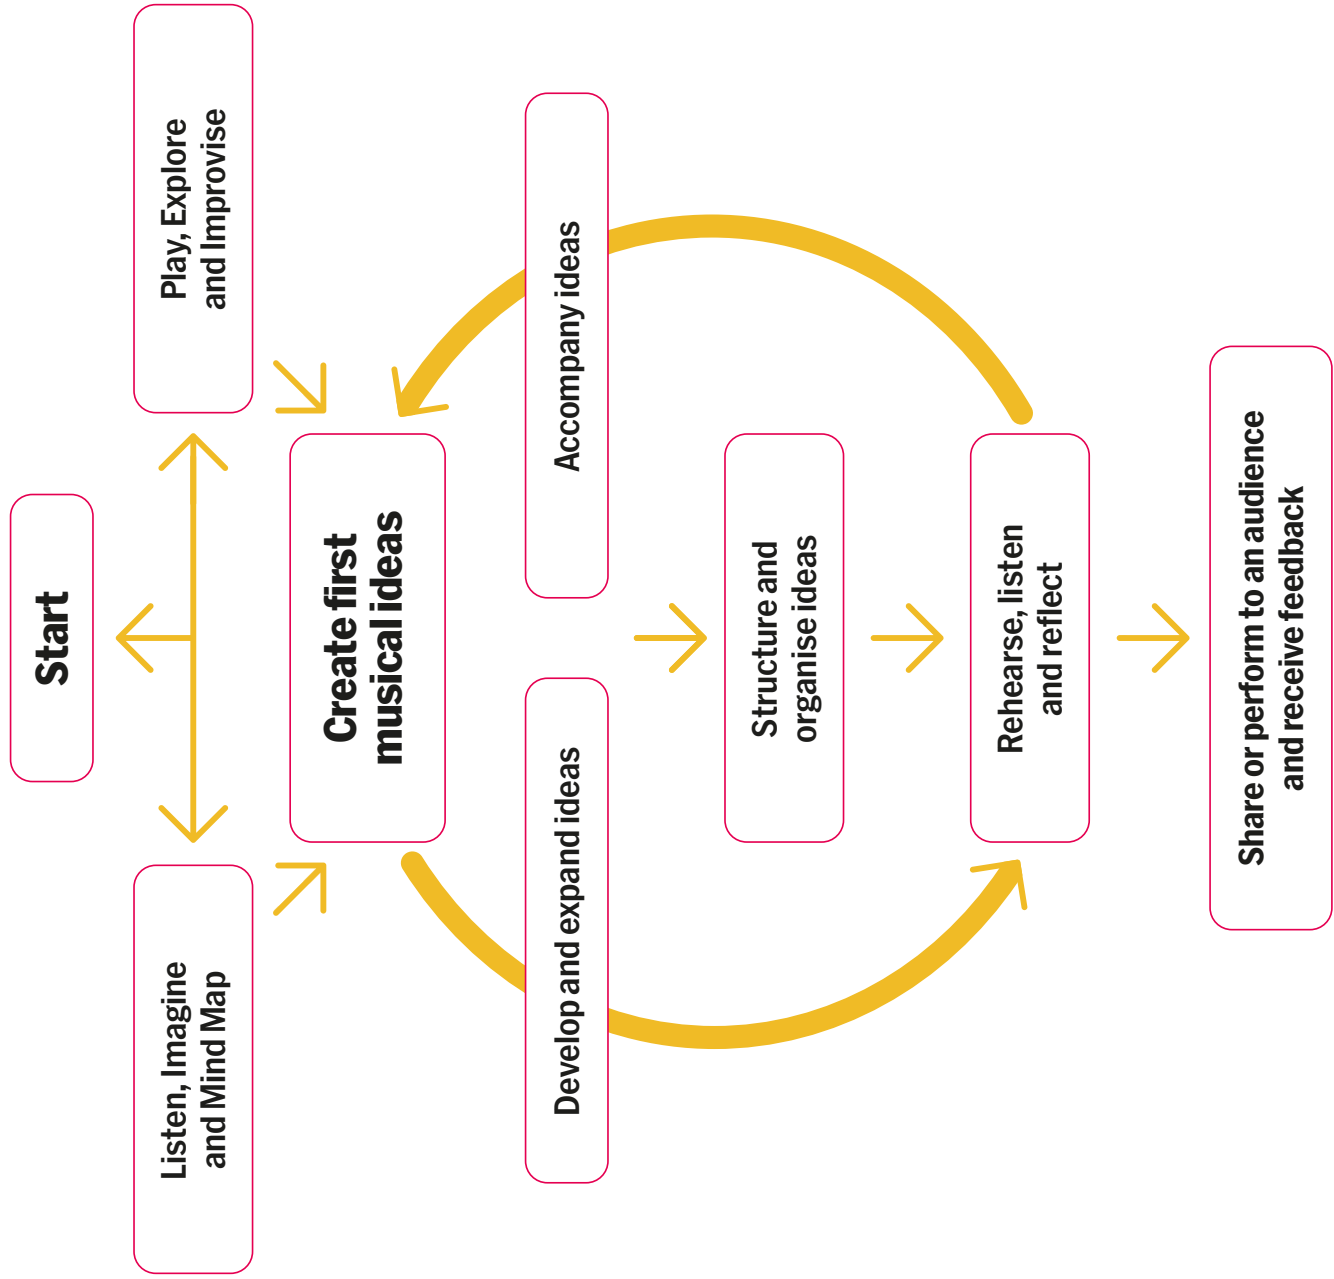 Start
Listen, Imagine
and Mind Map
Play, Explore
and Improvise
Create first
musical ideas
Develop and expand ideas
Accompany ideas
Structure and
organise ideas
Rehearse, listen
and reflect
Share or perform to an audience
and receive feedback